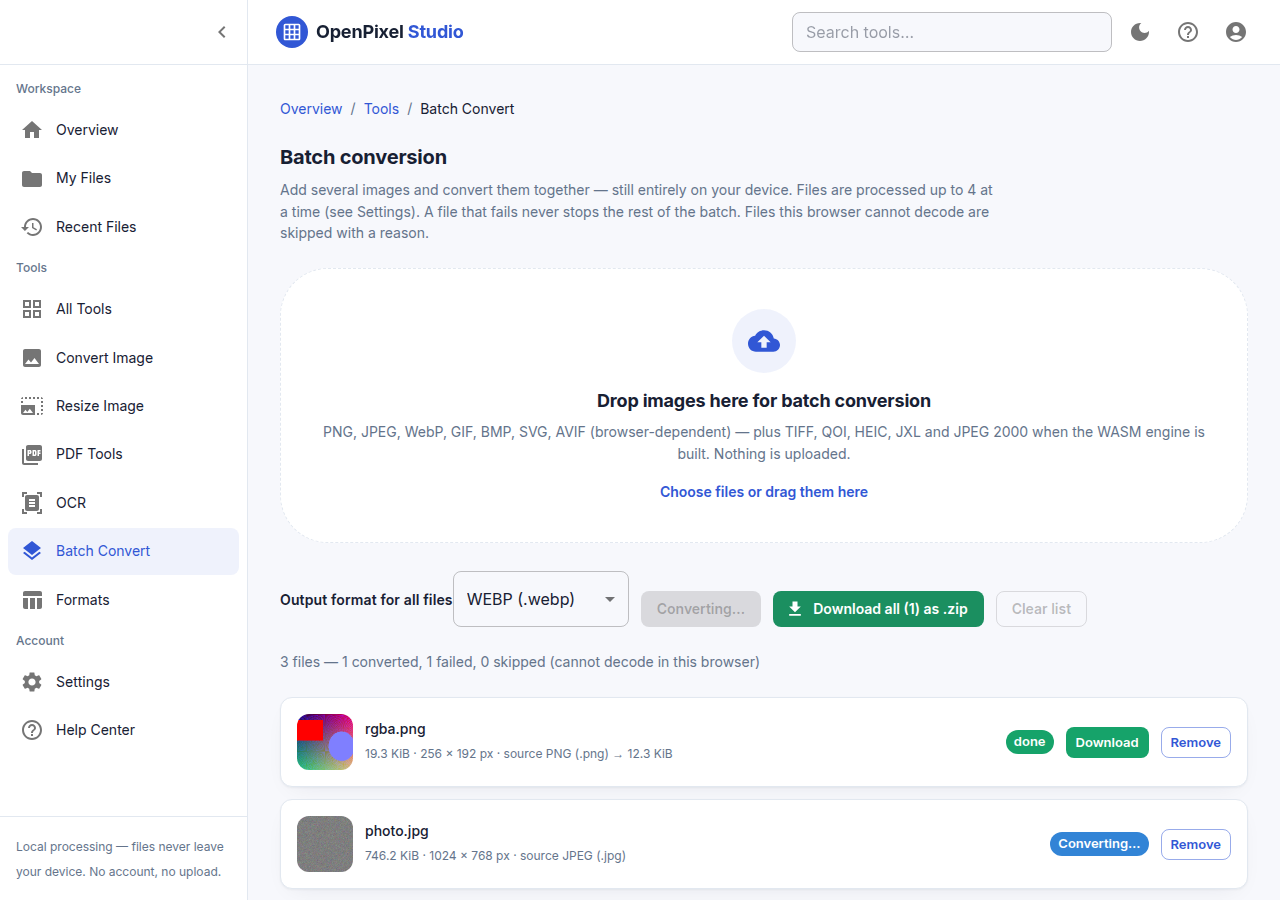 OpenPixel Studio
Search tools...
Workspace
Overview
My Files
Recent Files
Tools
All Tools
Convert Image
Resize Image
PDF Tools
OCR
Batch Convert
Formats
Account
Settings
Help Center
Local processing — files never leave
your device. No account, no upload.
Overview / Tools / Batch Convert
Batch conversion
Add several images and convert them together — still entirely on your device. Files are processed up to 4 at
a time (see Settings). A file that fails never stops the rest of the batch. Files this browser cannot decode are
skipped with a reason.
Drop images here for batch conversion
PNG, JPEG, WebP, GIF, BMP, SVG, AVIF (browser-dependent) — plus TIFF, QOI, HEIC, JXL and JPEG 2000 when the WASM engine is
built. Nothing is uploaded.
Choose files or drag them here
Output format for all files WEBP (.webp) Converting... Download all (1) as .zip Clear list
3 files — 1 converted, 1 failed, 0 skipped (cannot decode in this browser)
rgba.png
19.3 KiB · 256 × 192 px · source PNG (.png) → 12.3 KiB
done Download Remove
photo.jpg
746.2 KiB · 1024 × 768 px · source JPEG (.jpg)
Converting... Remove